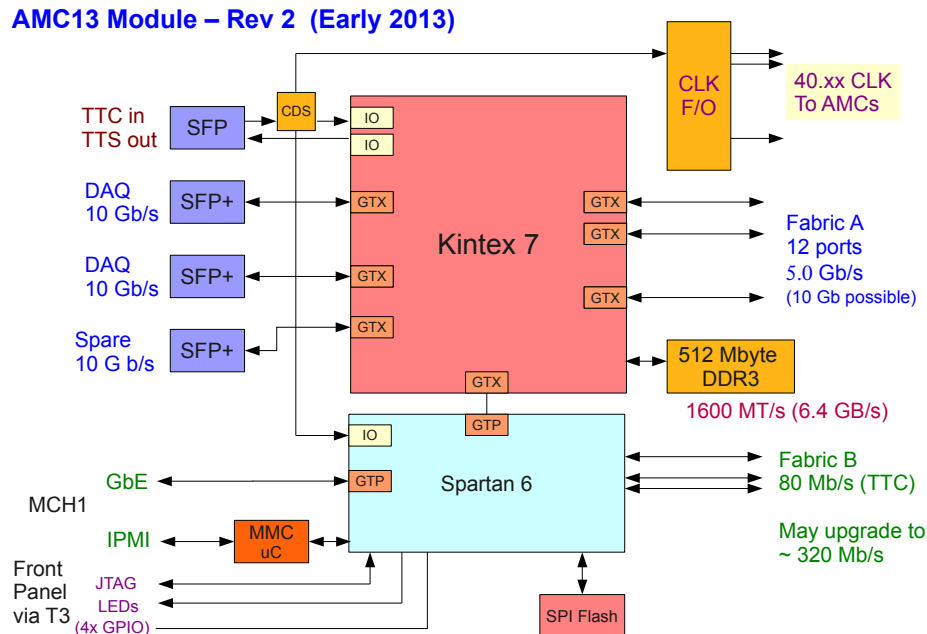 AMC13 Module – Rev 2 (Early 2013)
TTC in
TTS out
SFP
CDS
IO
IO
CLK
F/O
40.xx CLK
To AMCs
DAQ
10 Gb/s
SFP+
GTX
Kintex 7
GTX
GTX
GTX
Fabric A
12 ports
5.0 Gb/s
(10 Gb possible)
DAQ
10 Gb/s
SFP+
GTX
Spare
10 G b/s
SFP+
GTX
512 Mbyte
DDR3
1600 MT/s (6.4 GB/s)
GTX
GTP
IO
GTP
Spartan 6
Fabric B
80 Mb/s (TTC)
May upgrade to
~ 320 Mb/s
GbE
MCH1
IPMI
MMC
uC
Front
Panel
via T3
JTAG
LEDs
(4x GPIO)
SPI Flash